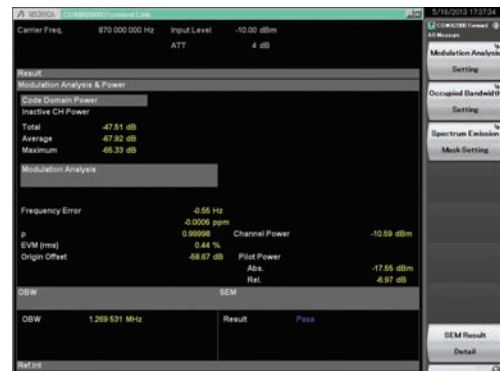 MS269xA CDMA2000 Forward Link
5/16/2013 17:37:34
Carrier Freq. 870 000 000 Hz Input Level -10.00 dBm
ATT 4 dB
Result
Modulation Analysis & Power
Code Domain Power
Inactive CH Power
Total -47.51 dB
Average -67.92 dB
Maximum -65.33 dB
Modulation Analysis
Frequency Error -0.55 Hz
-0.0006 ppm
ρ 0.99998 Channel Power -10.59 dBm
EVM (rms) 0.44 %
Origin Offset -58.67 dB Pilot Power
Abs. -17.55 dBm
Rel. -6.97 dB
OBW SEM
OBW 1.269 531 MHz Result Pass
Ref.Int
CDMA2000 Forward
All Measure
Modulation Analysis
Setting
Occupied Bandwidth
Setting
Spectrum Emission
Mask Setting
SEM Result
Detail